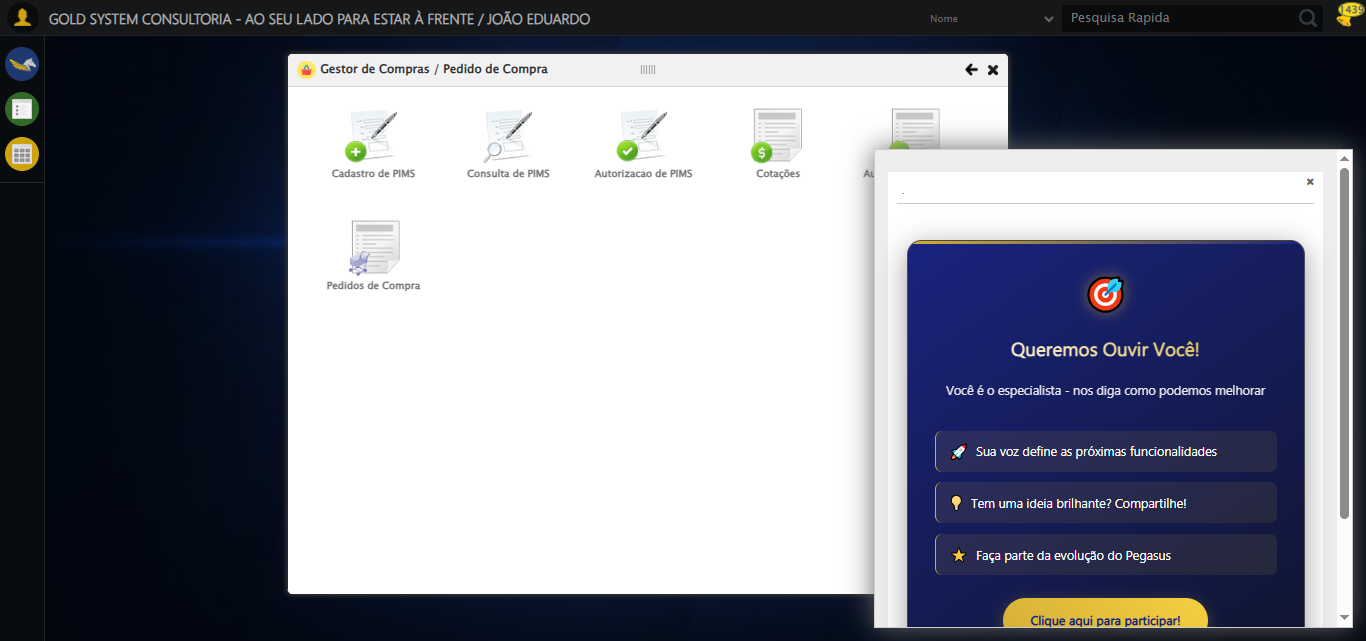 GOLD SYSTEM CONSULTORIA - AO SEU LADO PARA ESTAR À FRENTE / JOÃO EDUARDO
Nome
Pesquisa Rapida
1439
Gestor de Compras / Pedido de Compra
Cadastro de PIMS
Consulta de PIMS
Autorizacao de PIMS
Cotações
Pedidos de Compra
.
Queremos Ouvir Você!
Você é o especialista - nos diga como podemos melhorar
Sua voz define as próximas funcionalidades
Tem uma ideia brilhante? Compartilhe!
Faça parte da evolução do Pegasus
Clique aqui para participar!